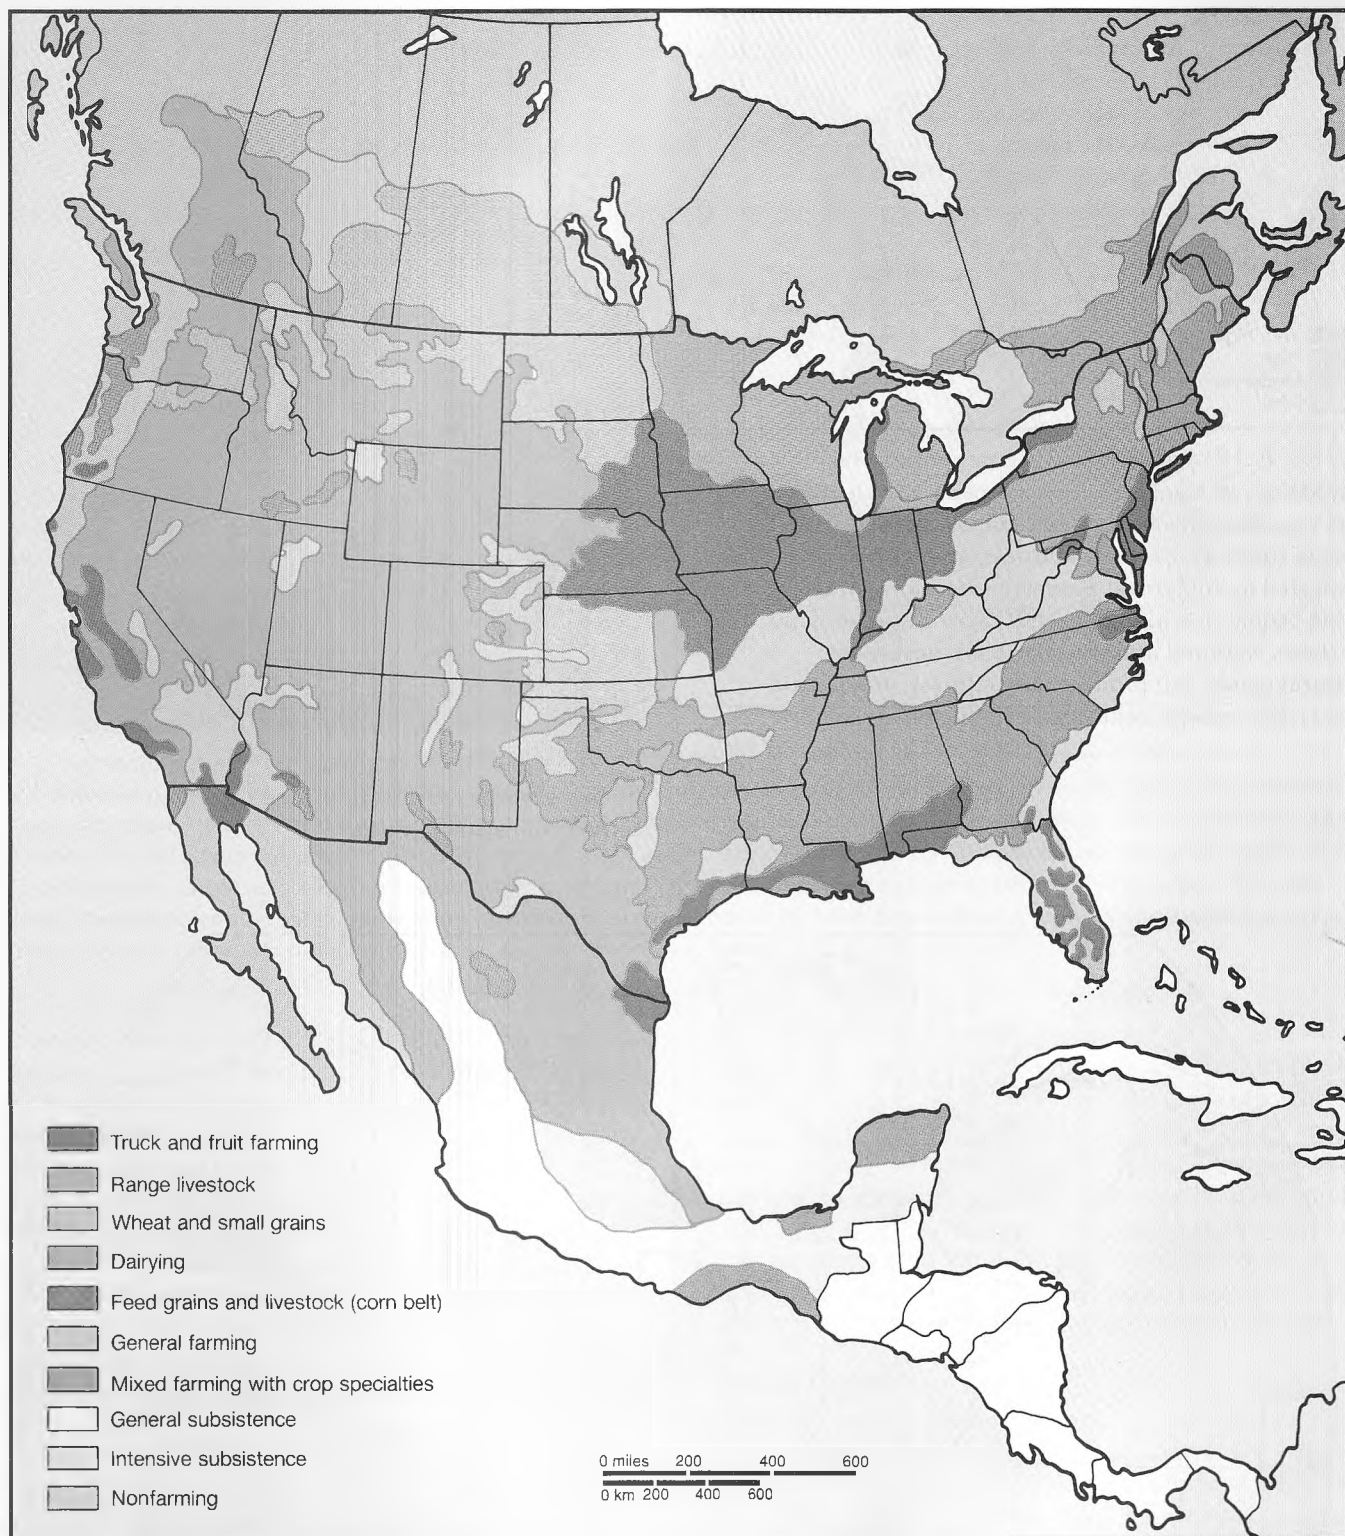 Truck and fruit farming
Range livestock
Wheat and small grains
Dairying
Feed grains and livestock (corn belt)
General farming
Mixed farming with crop specialties
General subsistence
Intensive subsistence
Nonfarming
0 miles 200 400 600
0 km 200 400 600